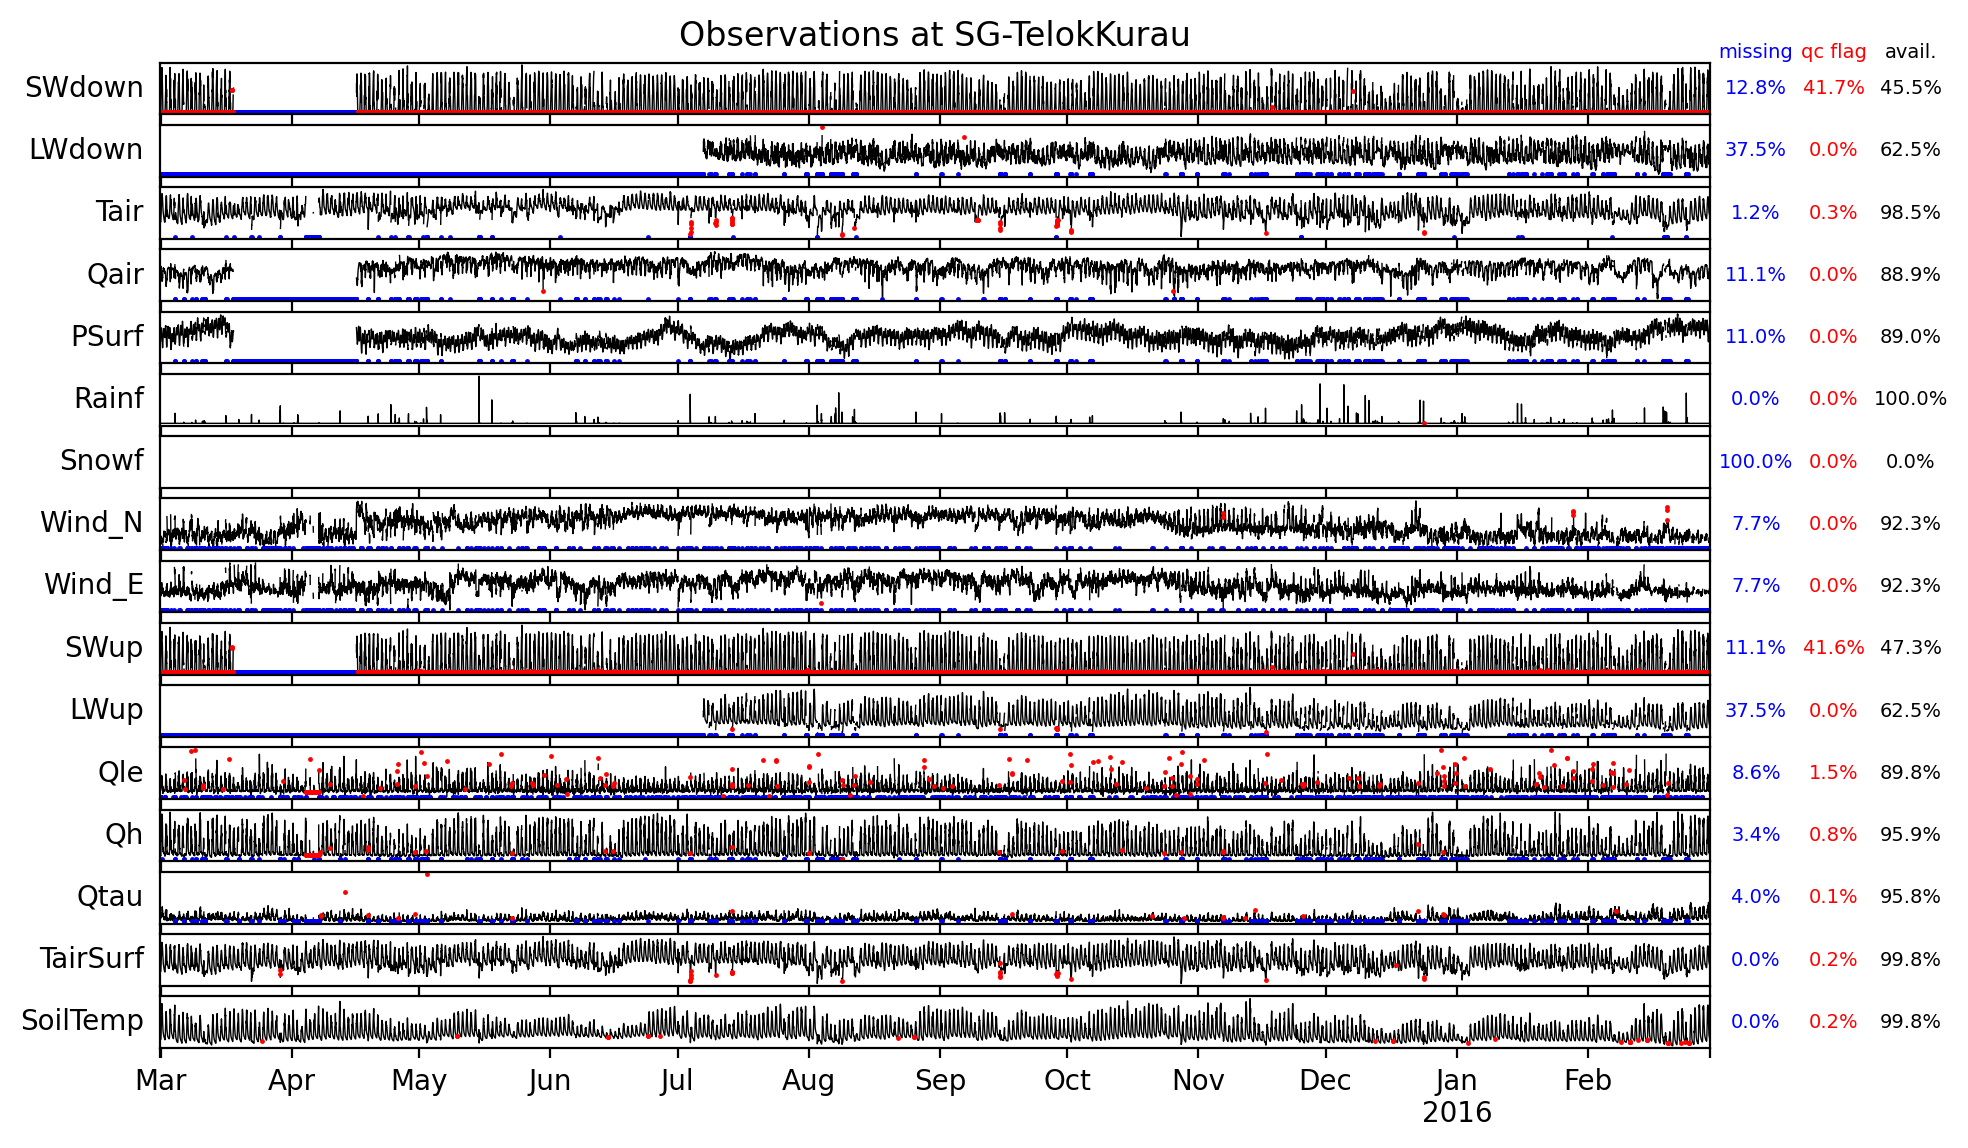 Observations at SG-TelokKurau
missing qc flag avail.
SWdown 12.8% 41.7% 45.5%
LWdown 37.5% 0.0% 62.5%
Tair 1.2% 0.3% 98.5%
Qair 11.1% 0.0% 88.9%
PSurf 11.0% 0.0% 89.0%
Rainf 0.0% 0.0% 100.0%
Snowf 100.0% 0.0% 0.0%
Wind_N 7.7% 0.0% 92.3%
Wind_E 7.7% 0.0% 92.3%
SWup 11.1% 41.6% 47.3%
LWup 37.5% 0.0% 62.5%
Qle 8.6% 1.5% 89.8%
Qh 3.4% 0.8% 95.9%
Qtau 4.0% 0.1% 95.8%
TairSurf 0.0% 0.2% 99.8%
SoilTemp 0.0% 0.2% 99.8%
Mar Apr May Jun Jul Aug Sep Oct Nov Dec Jan Feb
2016